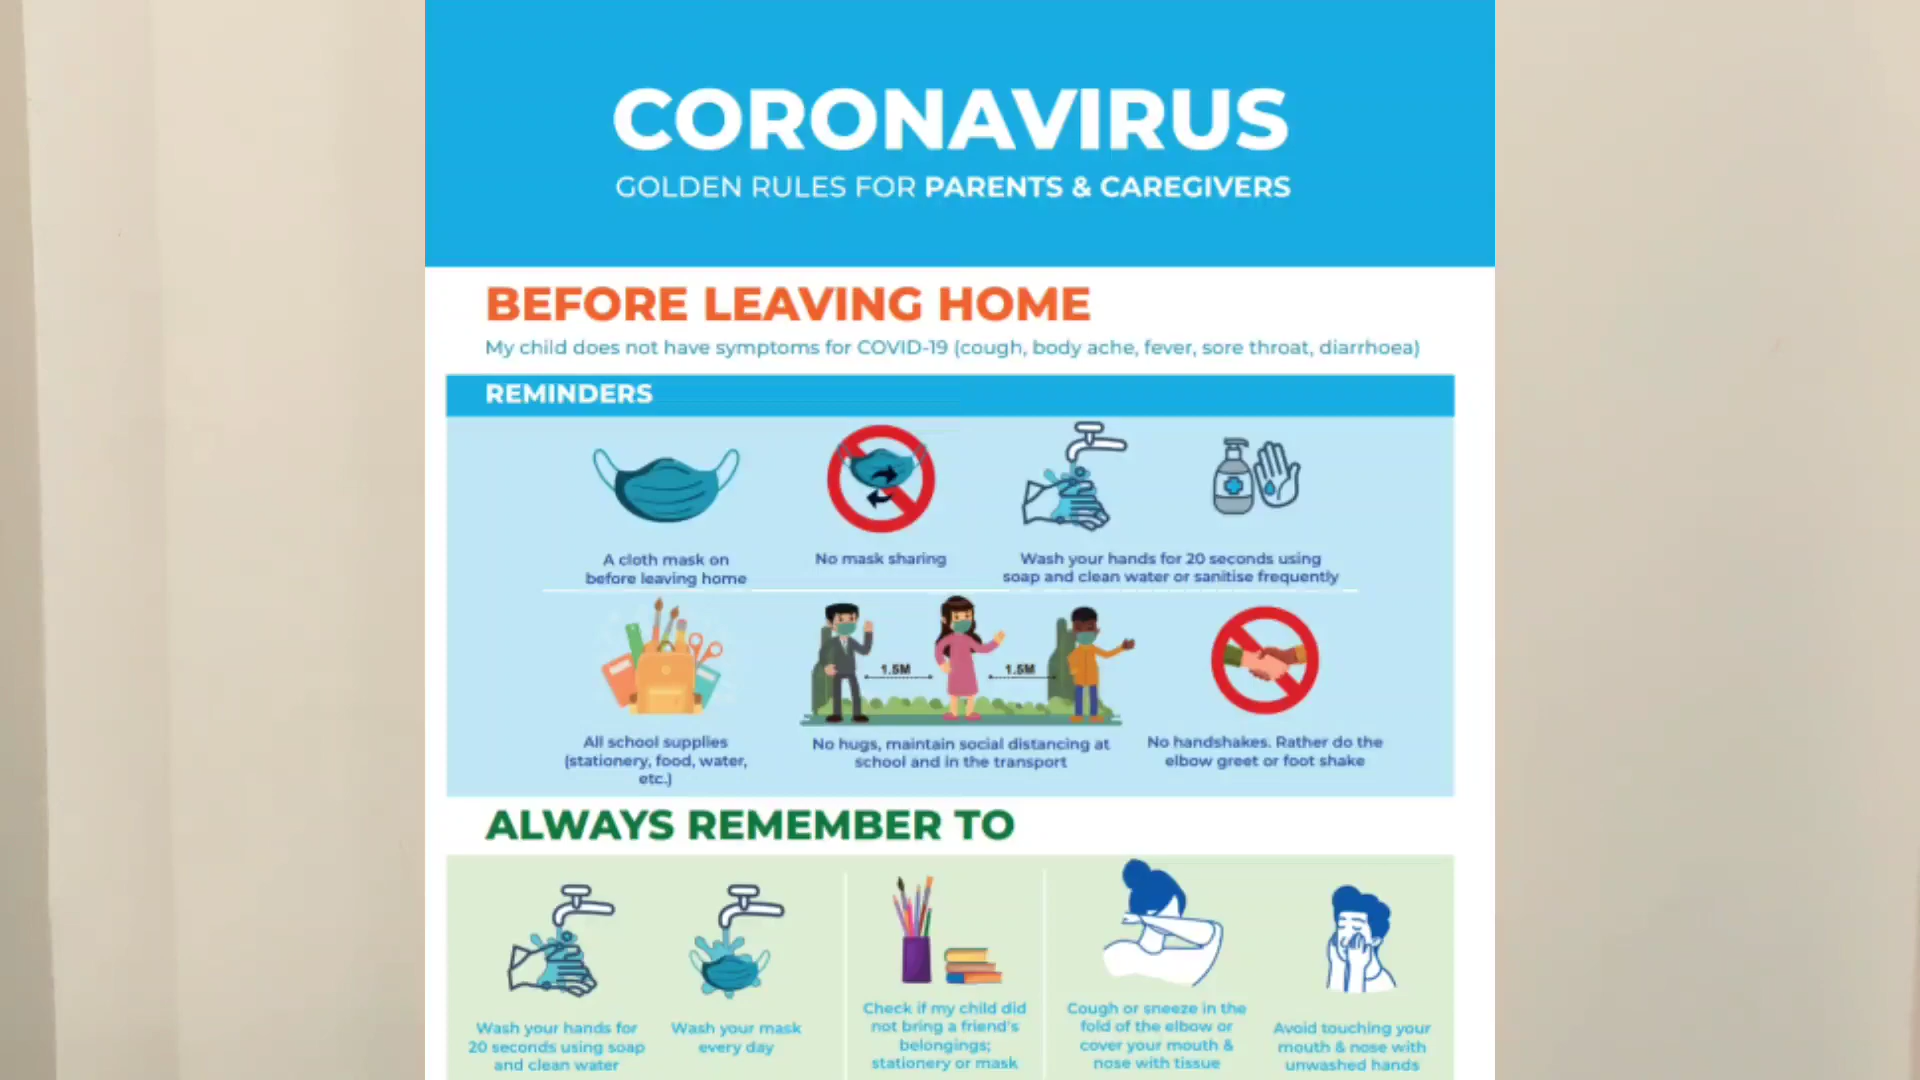 CORONAVIRUS
GOLDEN RULES FOR PARENTS & CAREGIVERS
BEFORE LEAVING HOME
My child does not have symptoms for COVID-19 (cough, body ache, fever, sore throat, diarrhoea)
REMINDERS
A cloth mask on
before leaving home
No mask sharing
Wash your hands for 20 seconds using
soap and clean water or sanitise frequently
1.5M
1.5M
All school supplies
(stationery, food, water,
etc.)
No hugs, maintain social distancing at
school and in the transport
No handshakes. Rather do the
elbow greet or foot shake
ALWAYS REMEMBER TO
Wash your hands for
20 seconds using soap
and clean water
Wash your mask
every day
Check if my child did
not bring a friend's
belongings;
stationery or mask
Cough or sneeze in the
fold of the elbow or
cover your mouth &
nose with tissue
Avoid touching your
mouth & nose with
unwashed hands